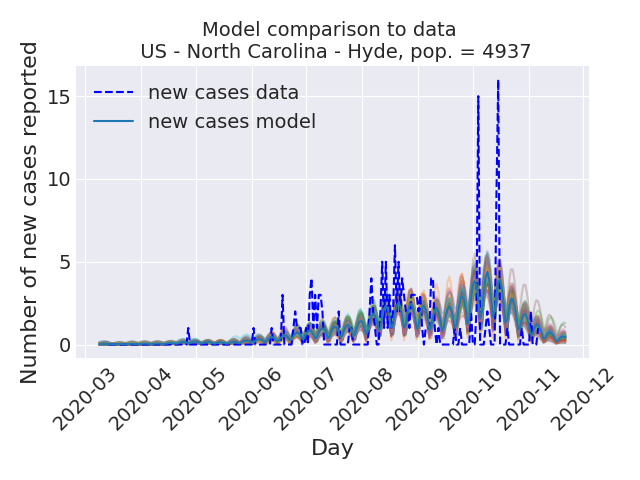 Model comparison to data
US - North Carolina - Hyde, pop. = 4937
Number of new cases reported
15
10
5
0
new cases data
new cases model
2020-03
2020-04
2020-05
2020-06
2020-07
2020-08
2020-09
2020-10
2020-11
2020-12
Day